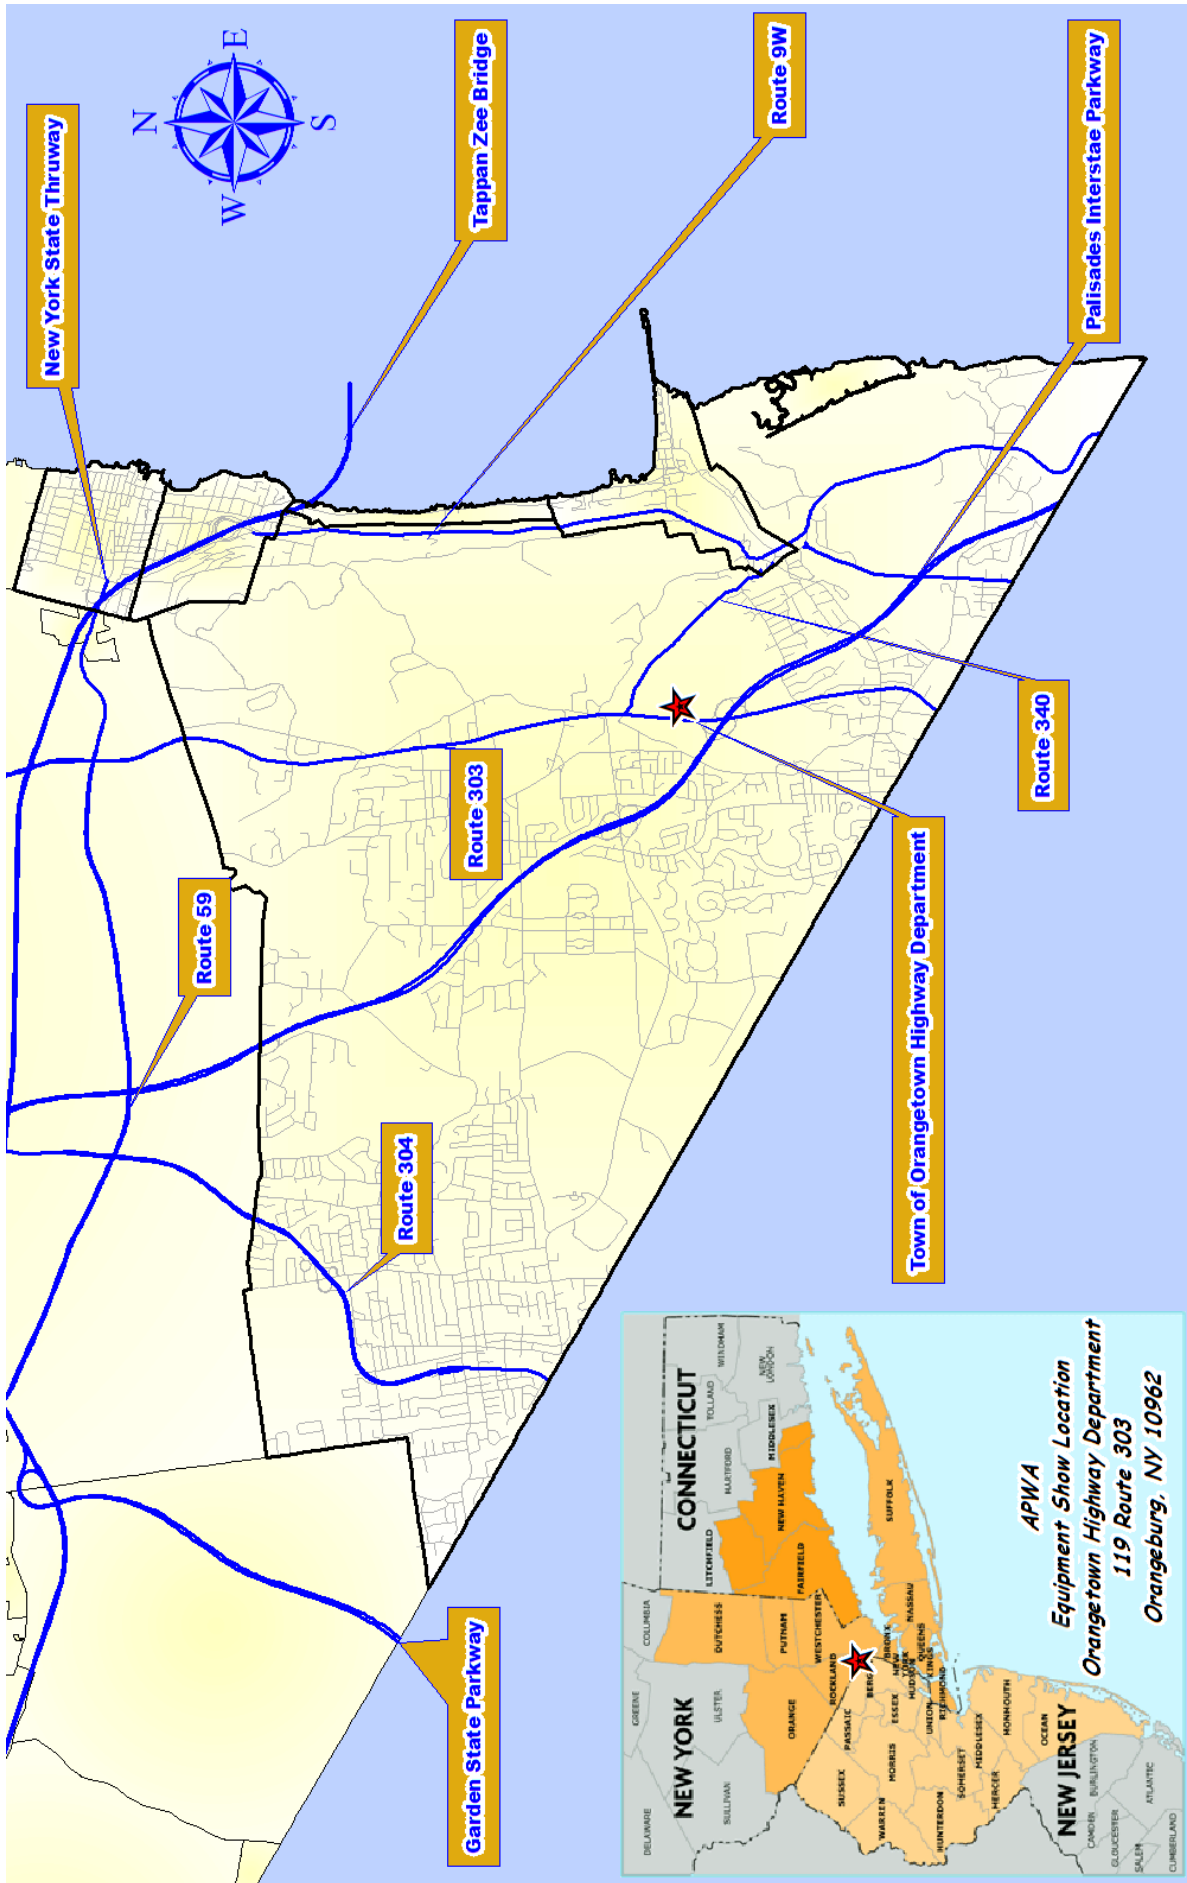 New York State Thruway
N
E
S
W
Tappan Zee Bridge
Route 9W
Palisades Interstae Parkway
Route 59
Route 303
Route 304
Route 340
Town of Orangetown Highway Department
Garden State Parkway
NEW YORK
CONNECTICUT
NEW JERSEY
DELAWARE
GREENE
COLUMBIA
SULLIVAN
ULSTER
DUTCHESS
ORANGE
PUTNAM
WESTCHESTER
ROCKLAND
LITCHFIELD
HARTFORD
TOLLAND
WINDHAM
NEW HAVEN
MIDDLESEX
NEW
LONDON
FAIRFIELD
SUFFOLK
NASSAU
QUEENS
KINGS
BRONX
NEW
YORK
RICHMOND
SUSSEX
PASSAIC
BERG
WARREN
MORRIS
ESSEX
HUDSON
UNION
HUNTERDON
SOMERSET
MIDDLESEX
MERCER
MONMOUTH
OCEAN
BURLINGTON
CAMDEN
GLOUCESTER
SALEM
ATLANTIC
CUMBERLAND
APWA
Equipment Show Location
Orangetown Highway Department
119 Route 303
Orangeburg, NY 10962